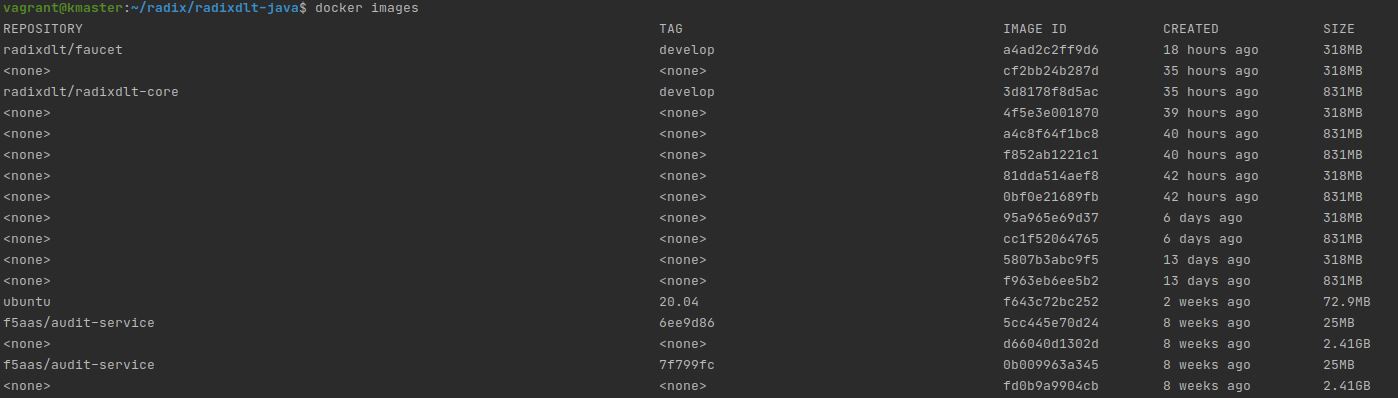 vagrant@kmaster:~/radix/radixdlt-java$ docker images
REPOSITORY TAG IMAGE ID CREATED SIZE
radixdlt/faucet develop a4ad2c2ff9d6 18 hours ago 318MB
<none> <none> cf2bb24b287d 35 hours ago 318MB
radixdlt/radixdlt-core develop 3d8178f8d5ac 35 hours ago 831MB
<none> <none> 4f5e3e001870 39 hours ago 318MB
<none> <none> a4c8f64f1bc8 40 hours ago 831MB
<none> <none> f852ab1221c1 40 hours ago 831MB
<none> <none> 81dda514aef8 42 hours ago 318MB
<none> <none> 0bf0e21689fb 42 hours ago 831MB
<none> <none> 95a965e69d37 6 days ago 318MB
<none> <none> cc1f52064765 6 days ago 831MB
<none> <none> 5807b3abc9f5 13 days ago 318MB
<none> <none> f963eb6ee5b2 13 days ago 831MB
ubuntu 20.04 f643c72bc252 2 weeks ago 72.9MB
f5aas/audit-service 6ee9d86 5cc445e70d24 8 weeks ago 25MB
<none> <none> d66040d1302d 8 weeks ago 2.41GB
f5aas/audit-service 7f799fc 0b009963a345 8 weeks ago 25MB
<none> <none> fd0b9a9904cb 8 weeks ago 2.41GB